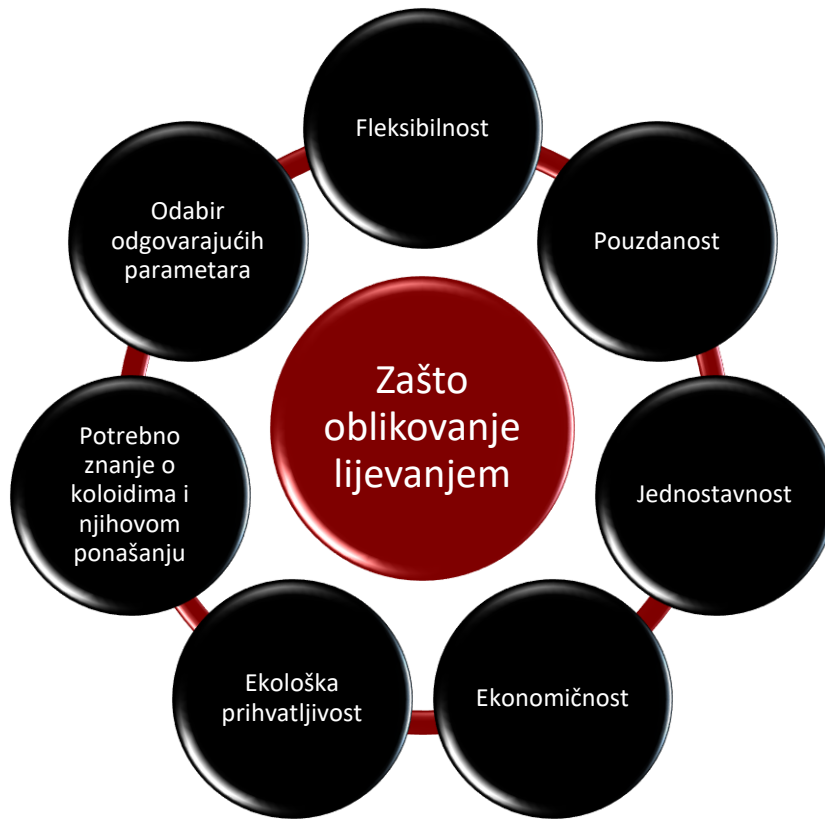 Fleksibilnost
Pouzdanost
Jednostavnost
Ekonomičnost
Ekološka
prihvatljivost
Potrebno
znanje o
koloidima i
njihovom
ponašanju
Odabir
odgovarajućih
parametara
Zašto
oblikovanje
lijevanjem